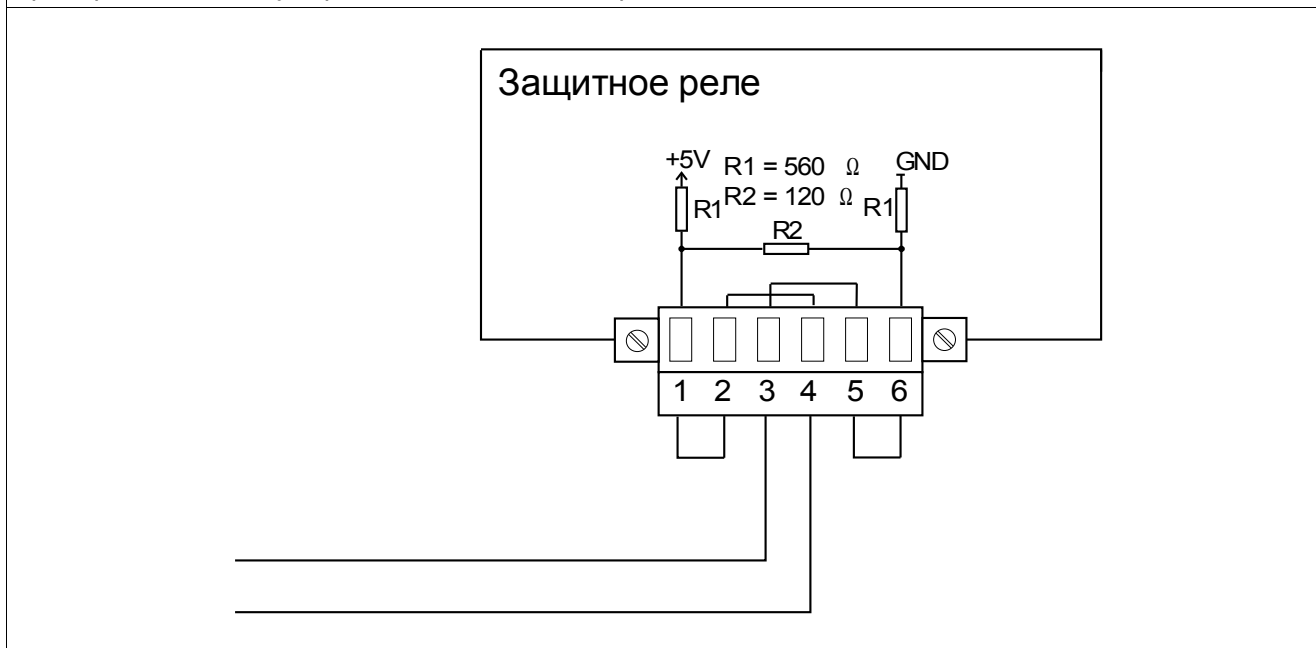 Защитное реле
+5V R1 = 560 Ω GND
R1 R2 = 120 Ω R1
R2
1 2 3 4 5 6